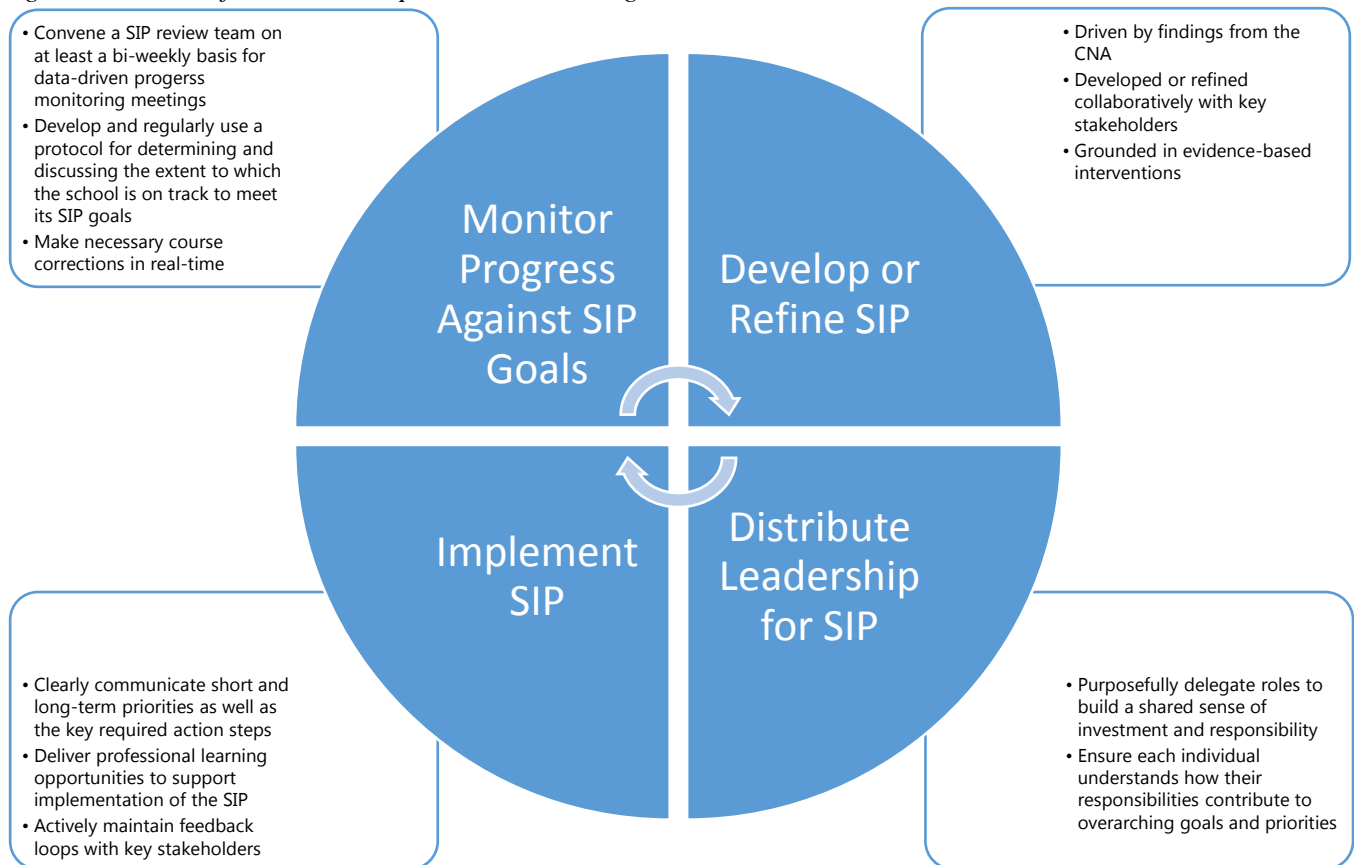 • Convene a SIP review team on
at least a bi-weekly basis for
data-driven progerss
monitoring meetings
• Develop and regularly use a
protocol for determining and
discussing the extent to which
the school is on track to meet
its SIP goals
• Make necessary course
corrections in real-time
• Driven by findings from the
CNA
• Developed or refined
collaboratively with key
stakeholders
• Grounded in evidence-based
interventions
Monitor
Progress
Against SIP
Goals
Develop or
Refine SIP
Implement
SIP
Distribute
Leadership
for SIP
• Clearly communicate short and
long-term priorities as well as
the key required action steps
• Deliver professional learning
opportunities to support
implementation of the SIP
• Actively maintain feedback
loops with key stakeholders
• Purposefully delegate roles to
build a shared sense of
investment and responsibility
• Ensure each individual
understands how their
responsibilities contribute to
overarching goals and priorities